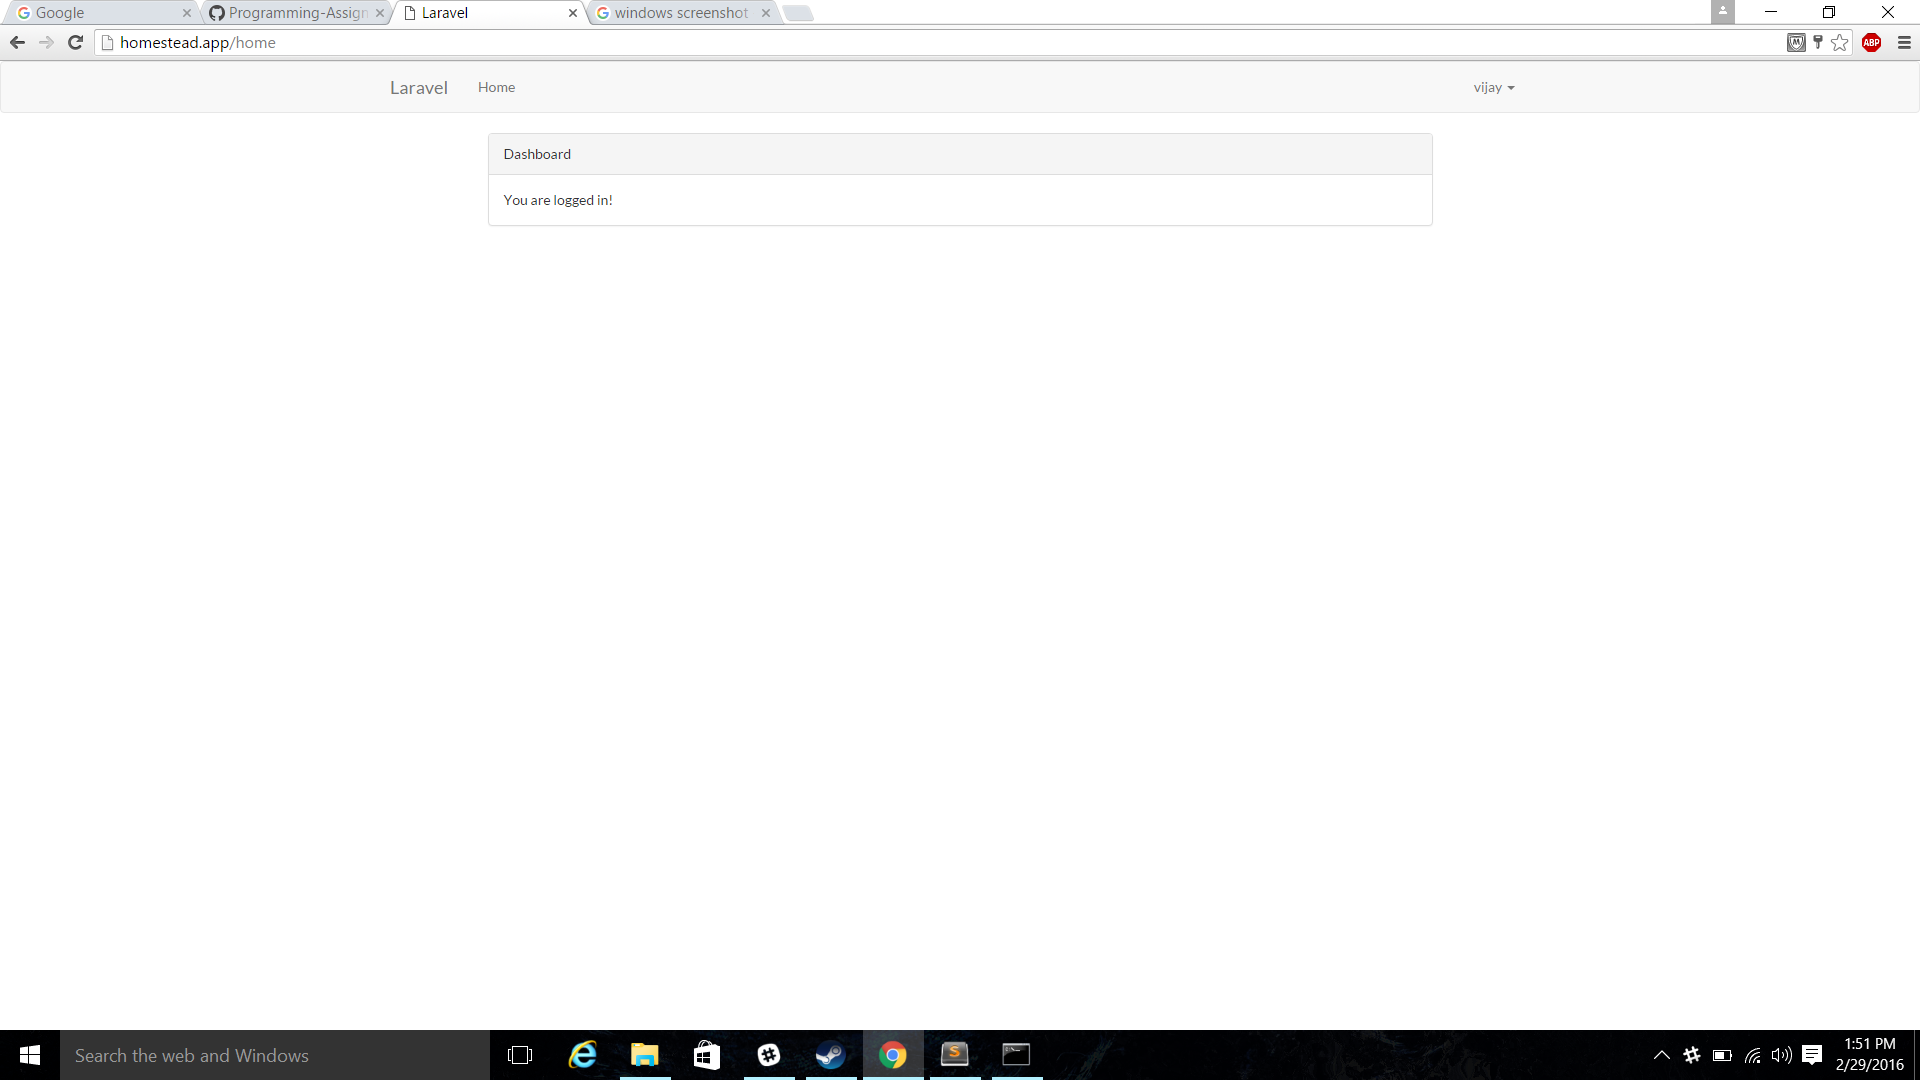 Google
Programming-Assign
Laravel
windows screenshot
homestead.app/home
ABP
Laravel
Home
vijay
Dashboard
You are logged in!
Search the web and Windows
1:51 PM
2/29/2016